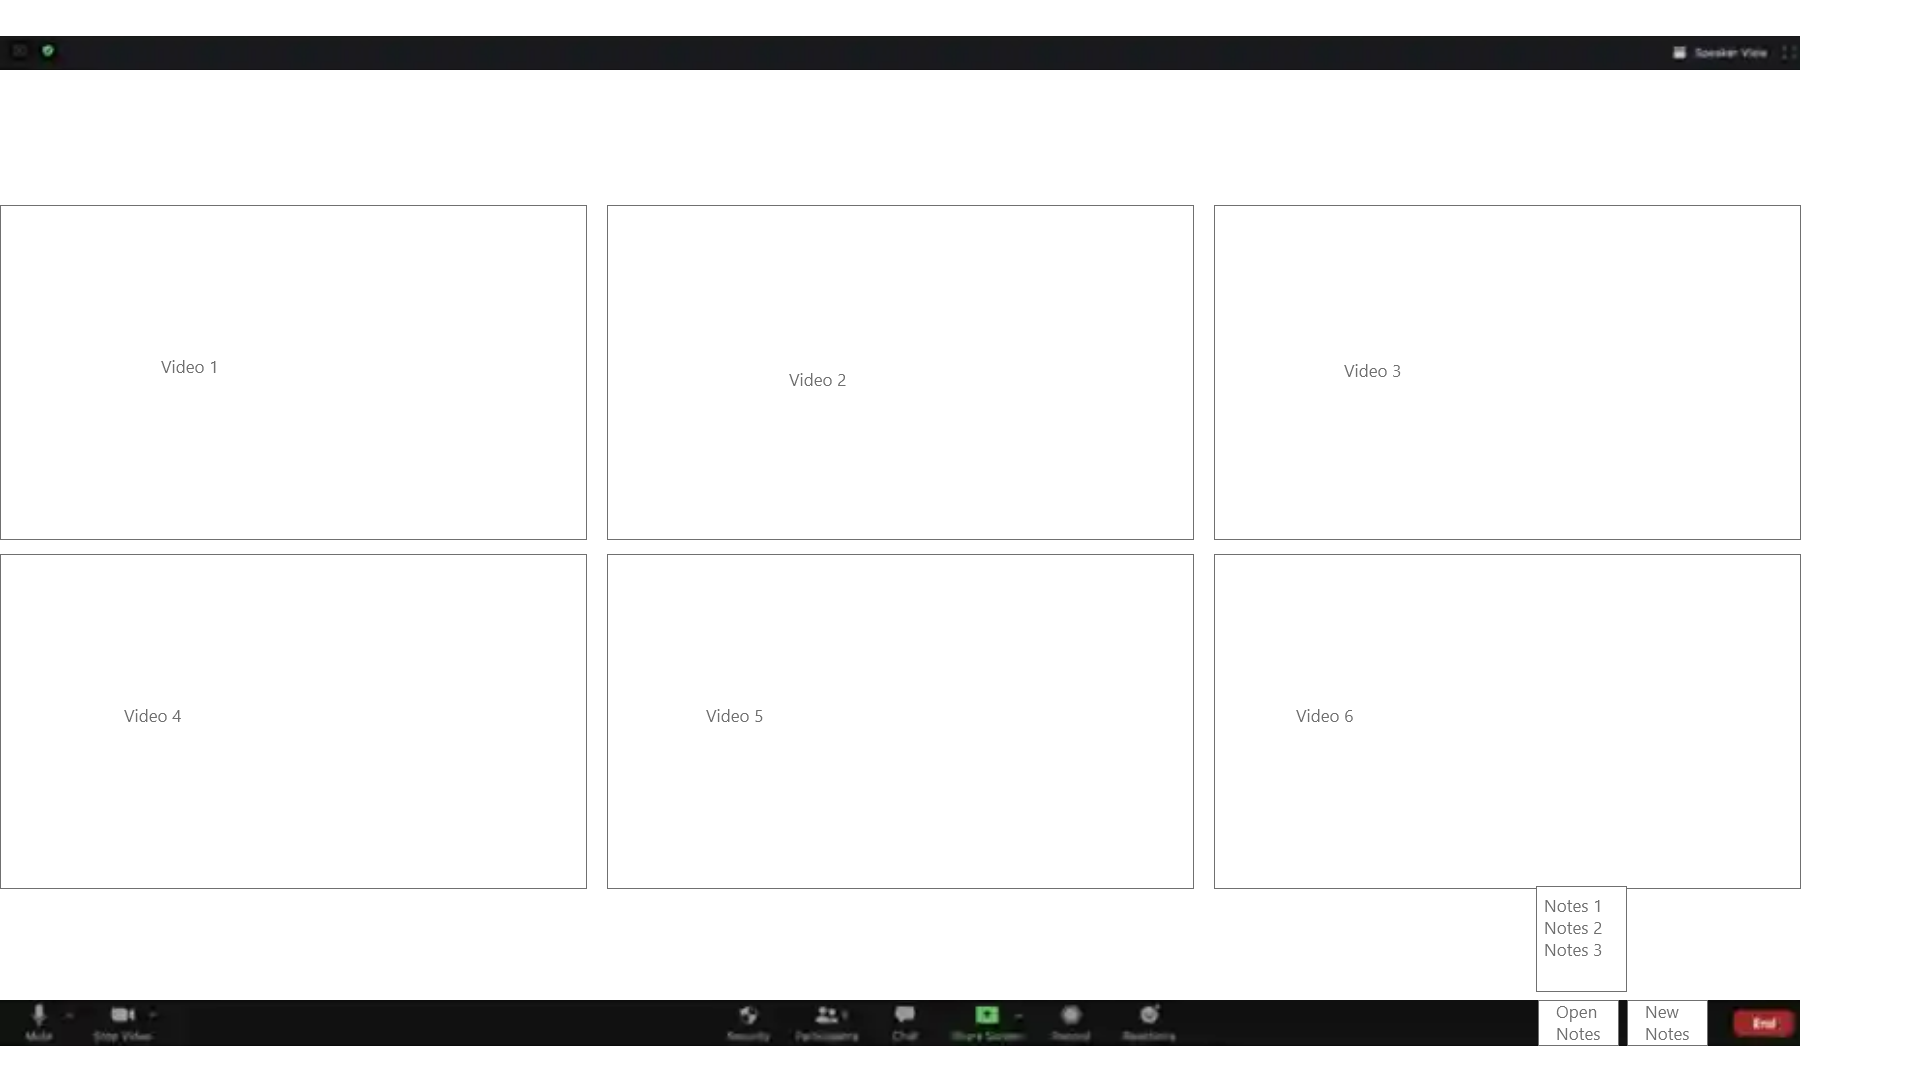 Speaker View
Video 1
Video 2
Video 3
Video 4
Video 5
Video 6
Notes 1
Notes 2
Notes 3
Mute
Stop Video
Security
Participants
Chat
Share Screen
Record
Reactions
Open
Notes
New
Notes
End